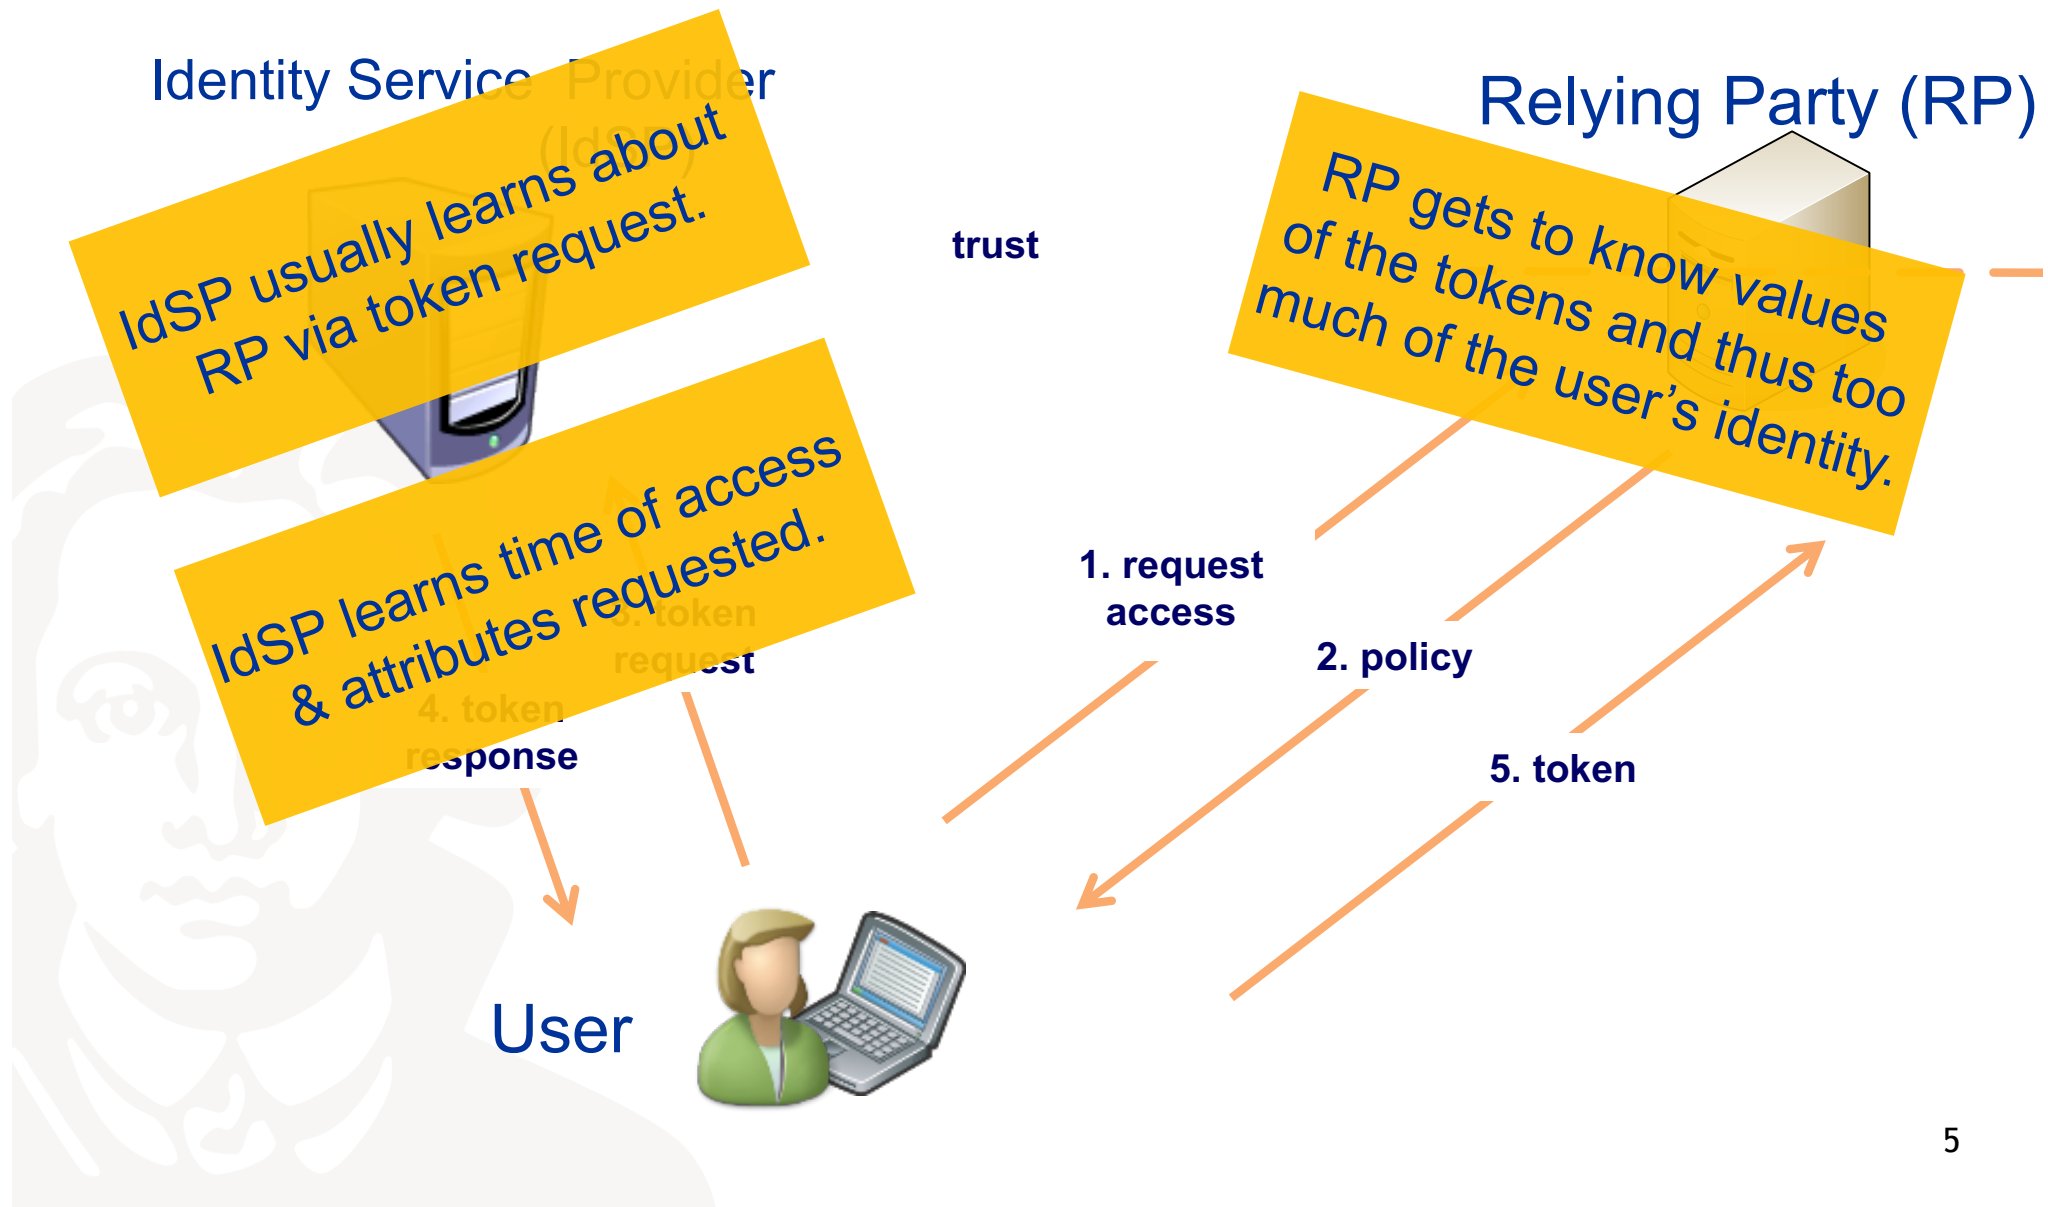 Identity Service Provider
(IdSP)
Relying Party (RP)
IdSP usually learns about
RP via token request.
trust
RP gets to know values
of the tokens and thus too
much of the user’s identity.
IdSP learns time of access
& attributes requested.
1. request
access
3. token
request
2. policy
4. token
response
5. token
User
5